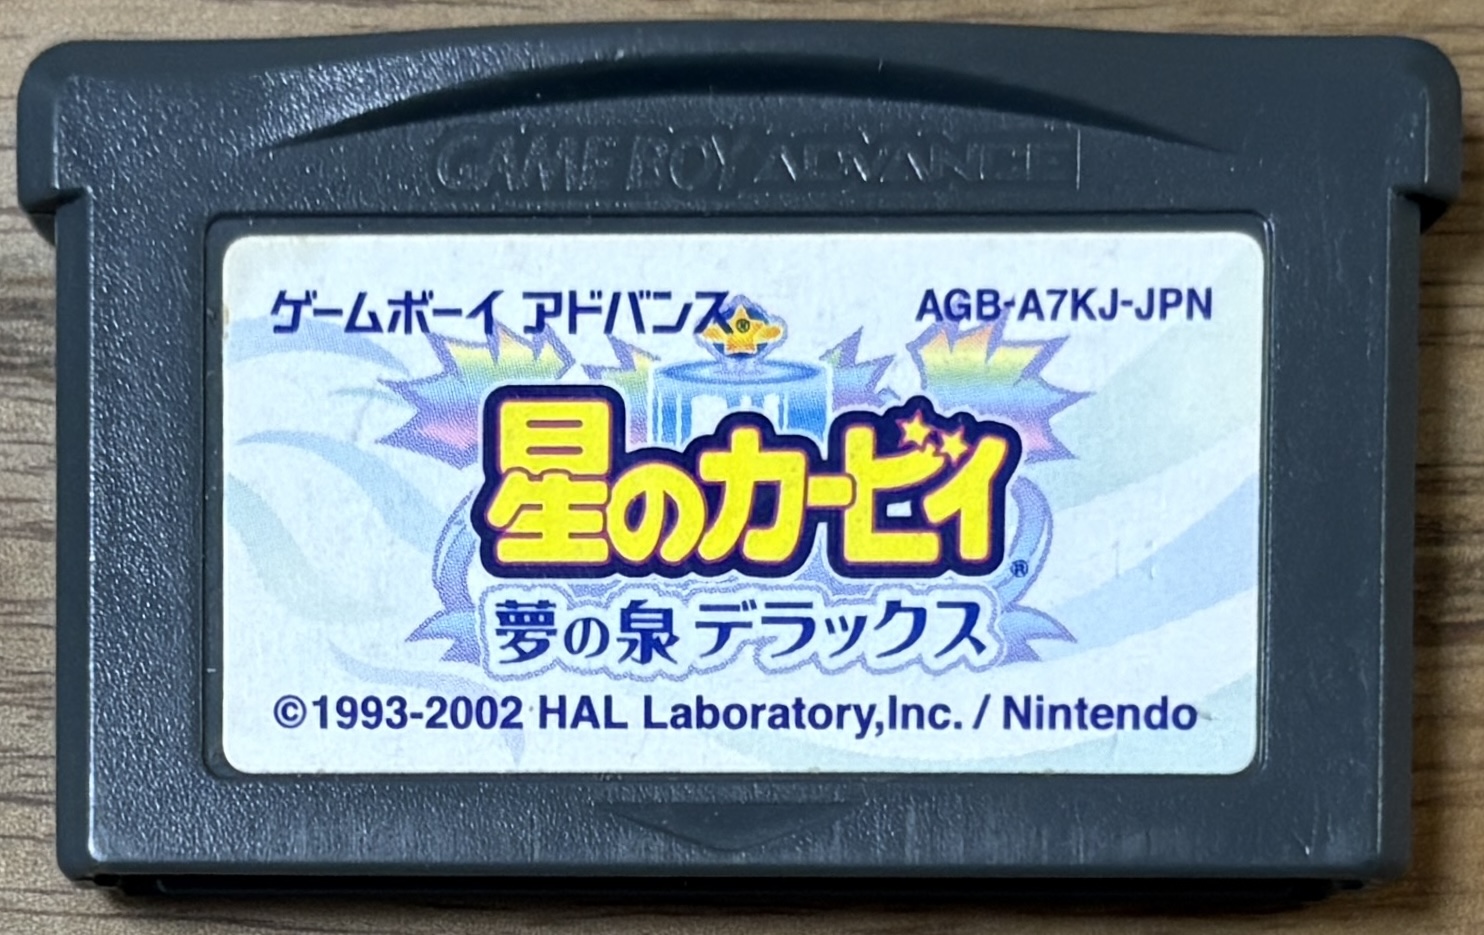 GAME BOY ADVANCE
ゲームボーイ アドバンス® AGB-A7KJ-JPN
星のカービィ®
夢の泉デラックス
©1993-2002 HAL Laboratory,Inc. / Nintendo